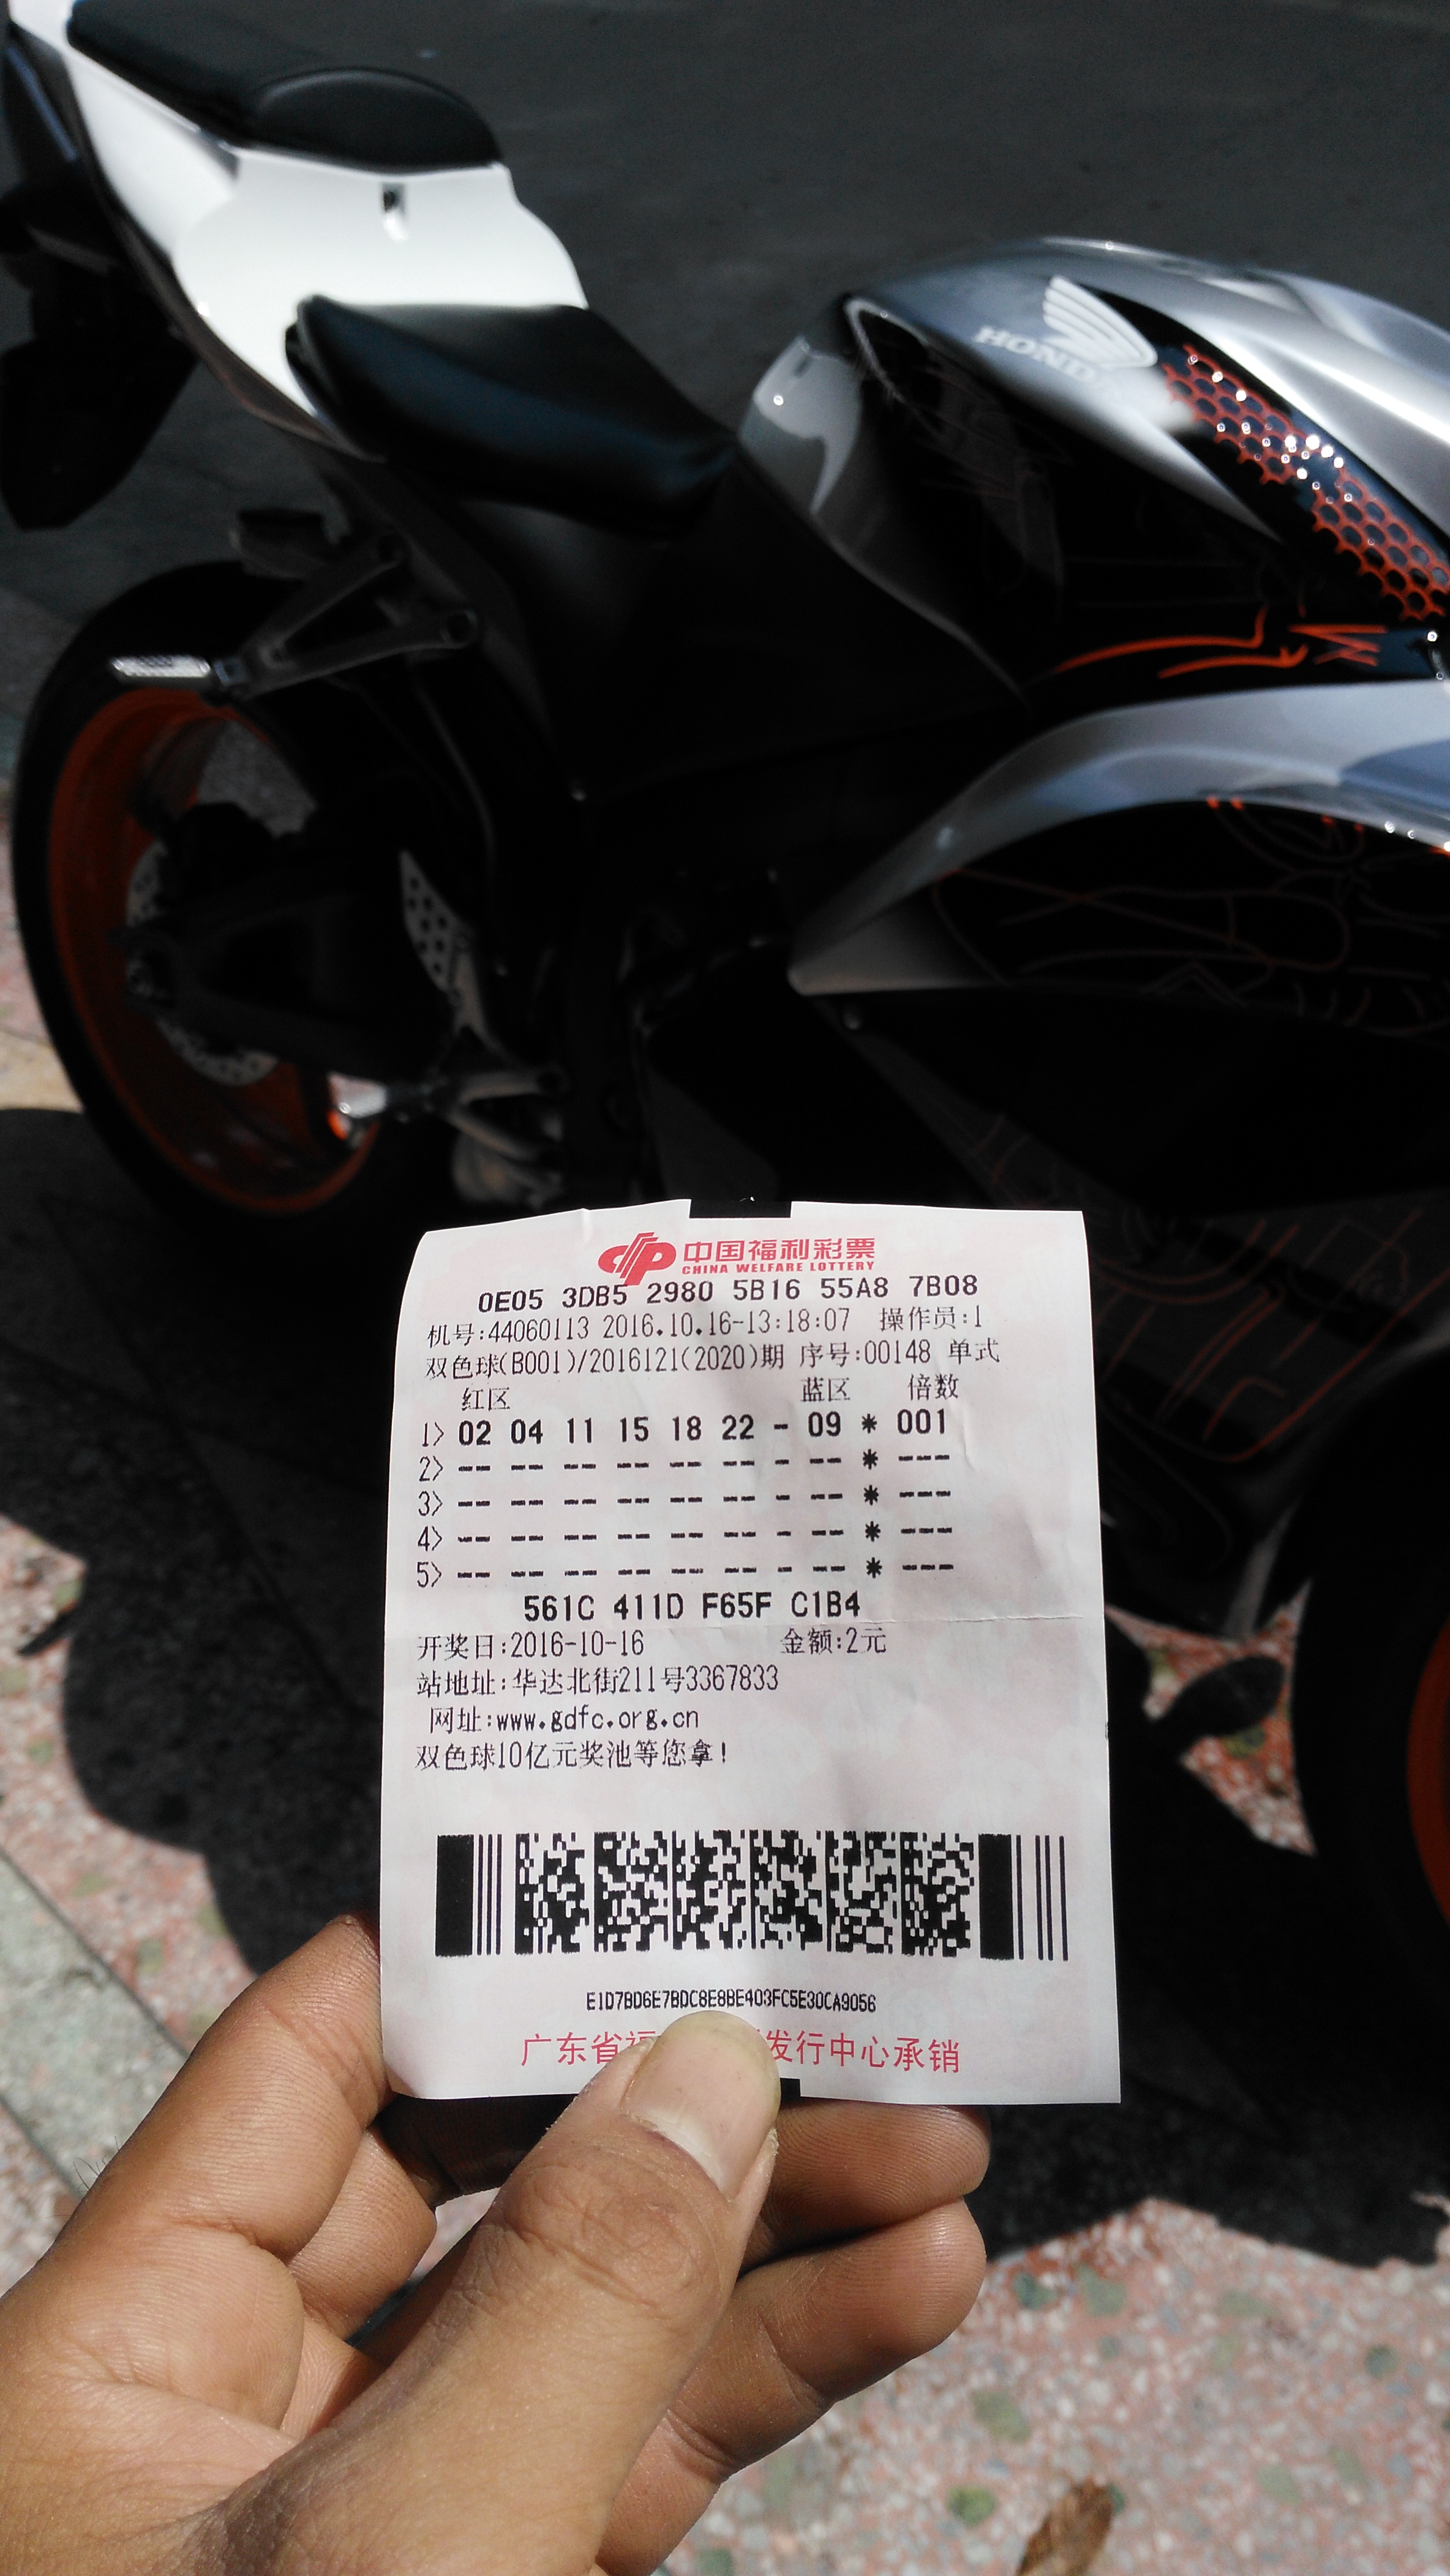 HONDA
中国福利彩票
CHINA WELFARE LOTTERY
0E05 3DB5 2980 5B16 55A8 7B08
机号:44060113 2016.10.16-13:18:07 操作员:1
双色球(B001)/2016121(2020)期 序号:00148 单式
红区 蓝区 倍数
1> 02 04 11 15 18 22 - 09 * 001
2> -- -- -- -- -- -- - -- * ---
3> -- -- -- -- -- -- - -- * ---
4> -- -- -- -- -- -- - -- * ---
5> -- -- -- -- -- -- - -- * ---
561C 411D F65F C1B4
开奖日:2016-10-16 金额:2元
站地址:华达北街211号3367833
网址:www.gdfc.org.cn
双色球10亿元奖池等您拿!
E1D7BD6E7BDC8E8BE403FC5E30CA9056
广东省福 发行中心承销